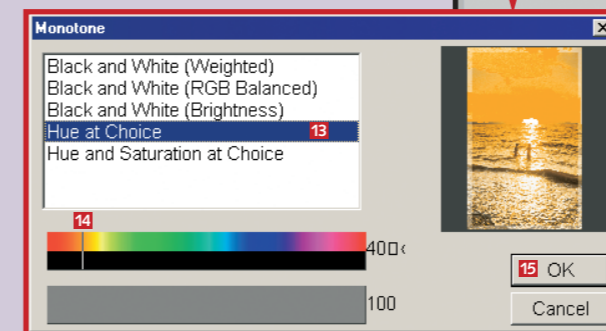 Monotone
Black and White (Weighted)
Black and White (RGB Balanced)
Black and White (Brightness)
Hue at Choice 13
Hue and Saturation at Choice
14
40
100
15 OK
Cancel